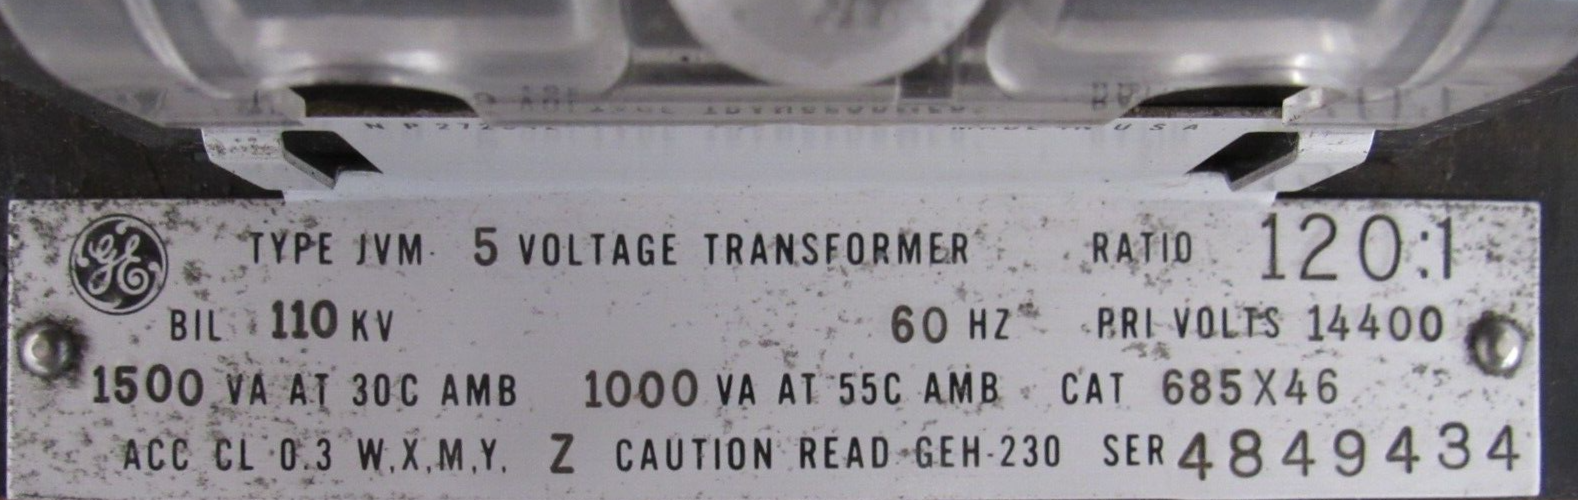 MADE IN U S A
GE TYPE JVM 5 VOLTAGE TRANSFORMER RATIO 120:1
BIL 110 KV 60 HZ PRI VOLTS 14400
1500 VA AT 30C AMB 1000 VA AT 55C AMB CAT 685X46
ACC CL 0.3 W,X,M,Y, Z CAUTION READ GEH-230 SER 4849434